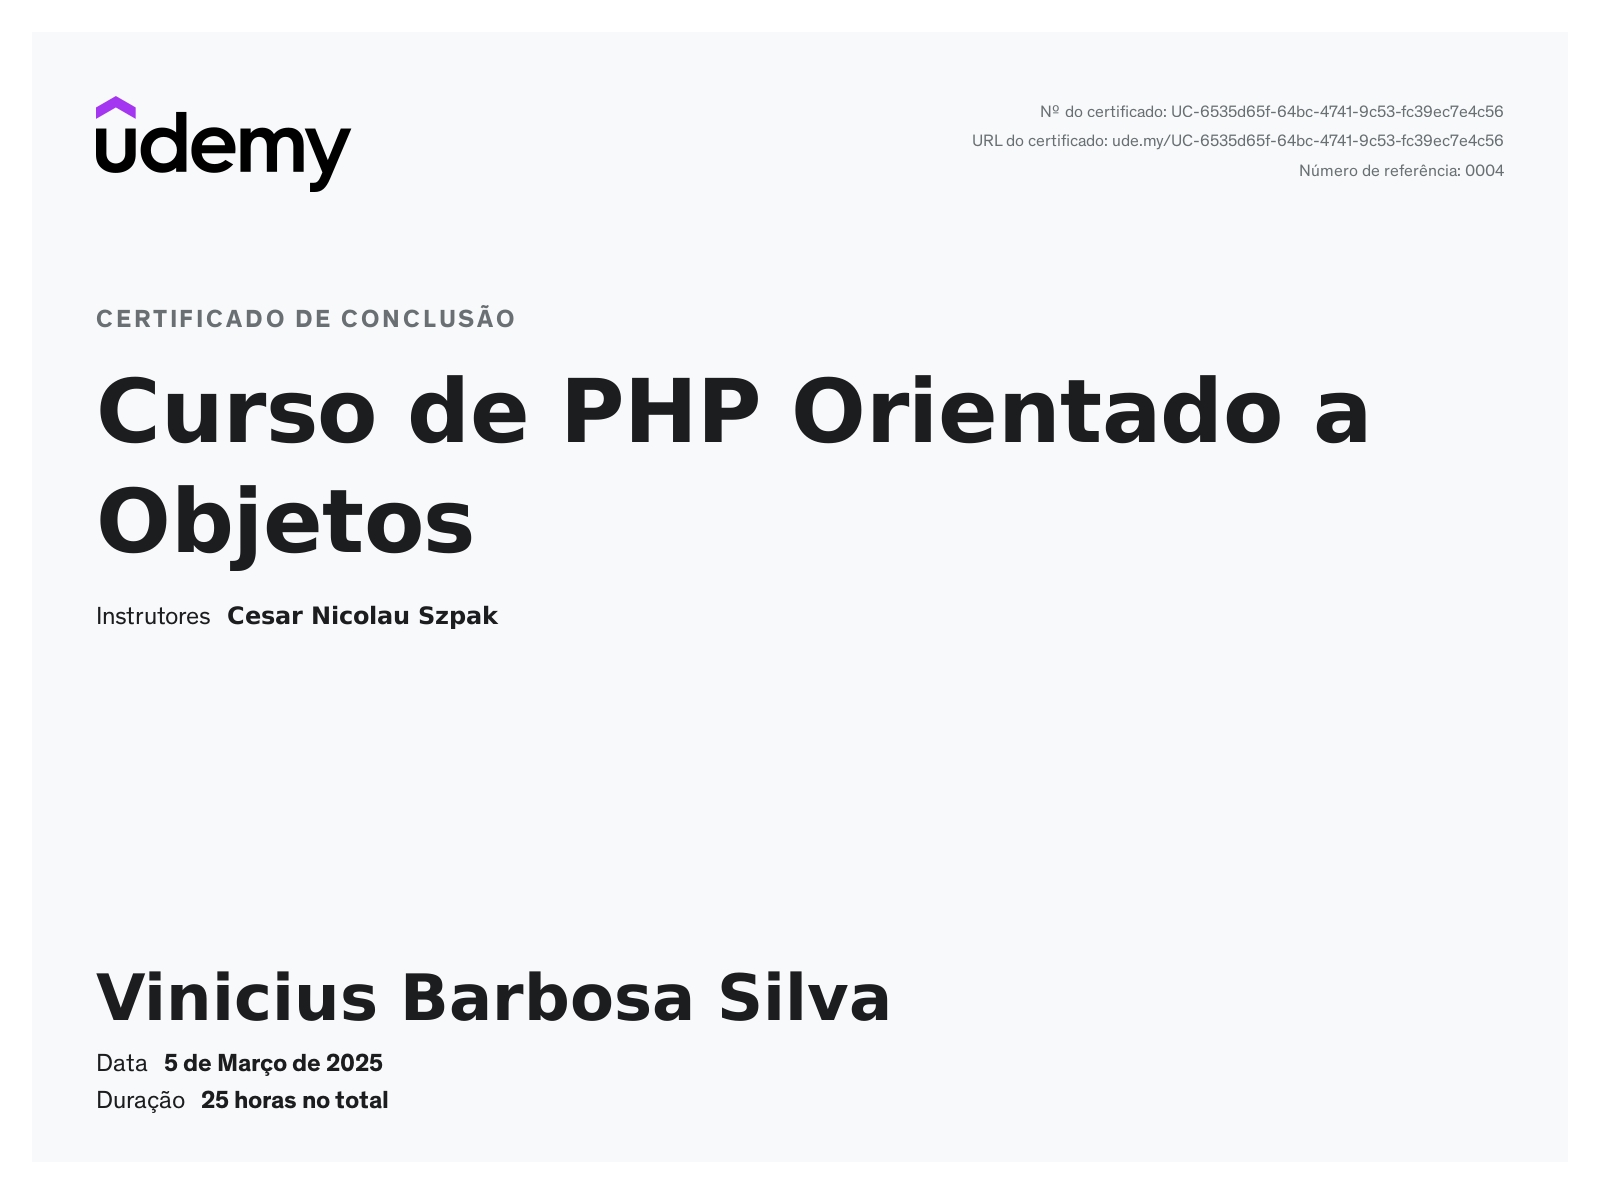 udemy
Nº do certificado: UC-6535d65f-64bc-4741-9c53-fc39ec7e4c56
URL do certificado: ude.my/UC-6535d65f-64bc-4741-9c53-fc39ec7e4c56
Número de referência: 0004
CERTIFICADO DE CONCLUSÃO
Curso de PHP Orientado a
Objetos
Instrutores Cesar Nicolau Szpak
Vinicius Barbosa Silva
Data 5 de Março de 2025
Duração 25 horas no total